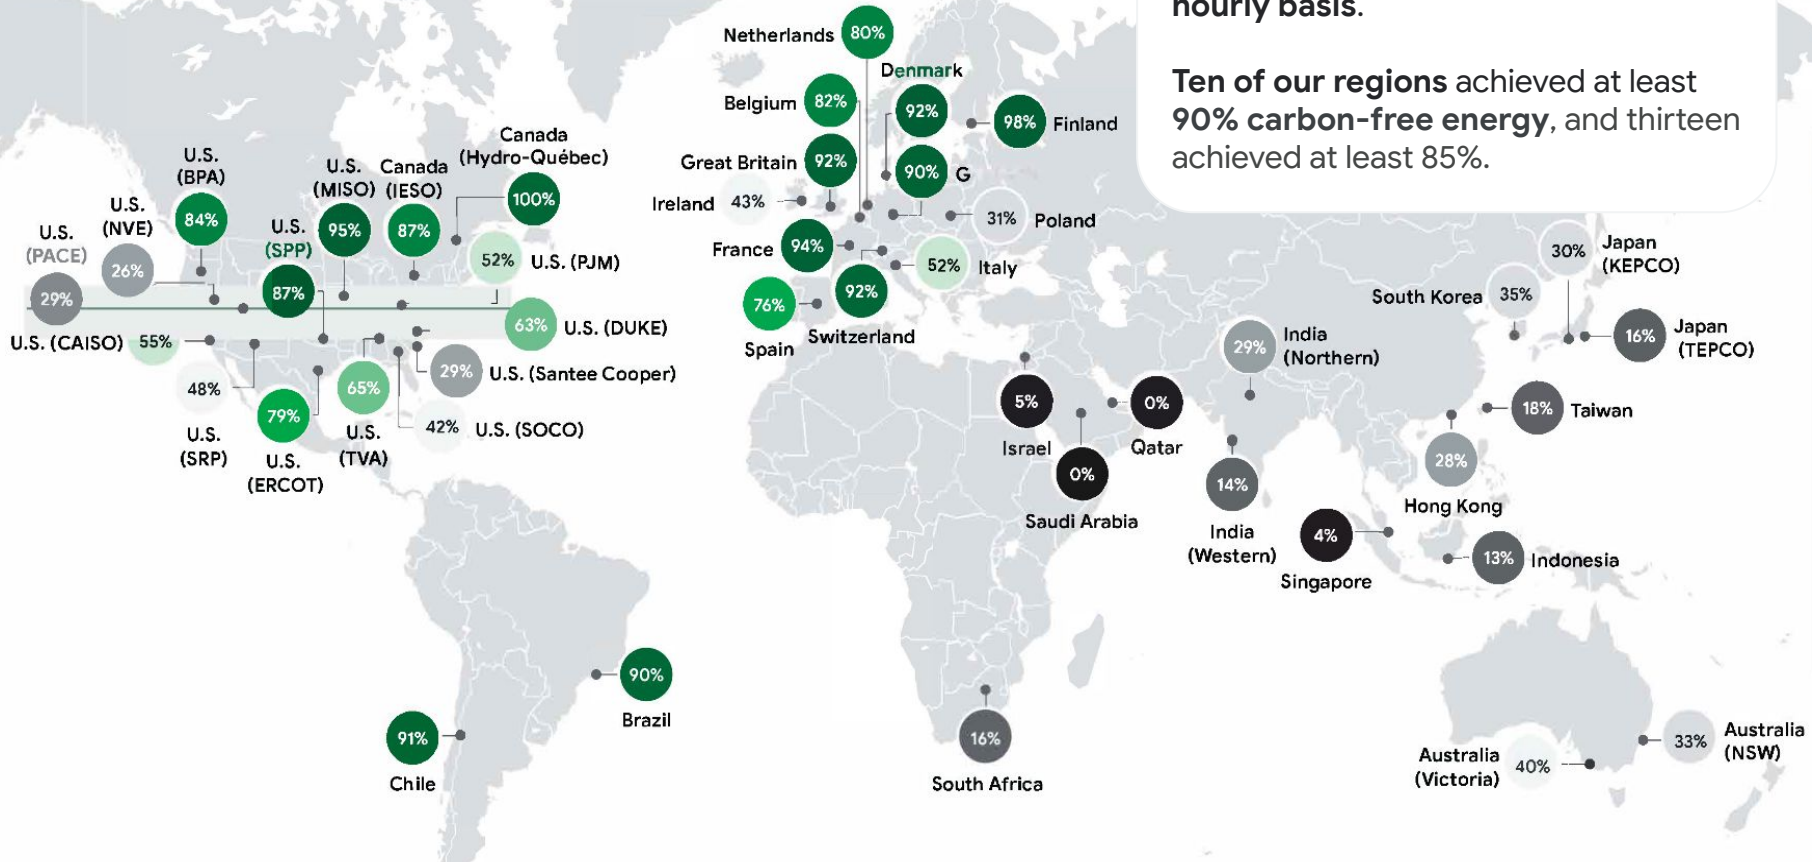 hourly basis.
Ten of our regions achieved at least
90% carbon-free energy, and thirteen
achieved at least 85%.
Netherlands 80%
Denmark
92%
Belgium 82%
98% Finland
Great Britain 92%
90% G
Ireland 43%
31% Poland
France 94%
52% Italy
76%
Spain
92%
Switzerland
Canada
(Hydro-Québec)
100%
U.S.
(BPA)
84%
U.S.
(MISO)
95%
Canada
(IESO)
87%
U.S.
(NVE)
26%
U.S.
(SPP)
87%
U.S.
(PACE)
29%
52% U.S. (PJM)
63% U.S. (DUKE)
U.S. (CAISO) 55%
29% U.S. (Santee Cooper)
48%
U.S.
(SRP)
79%
U.S.
(ERCOT)
65%
U.S.
(TVA)
42% U.S. (SOCO)
30% Japan
(KEPCO)
South Korea 35%
16% Japan
(TEPCO)
29% India
(Northern)
5%
Israel
0%
Qatar
18% Taiwan
0%
Saudi Arabia
14%
India
(Western)
28%
Hong Kong
4%
Singapore
13% Indonesia
90%
Brazil
91%
Chile
16%
South Africa
Australia
(Victoria) 40%
33% Australia
(NSW)